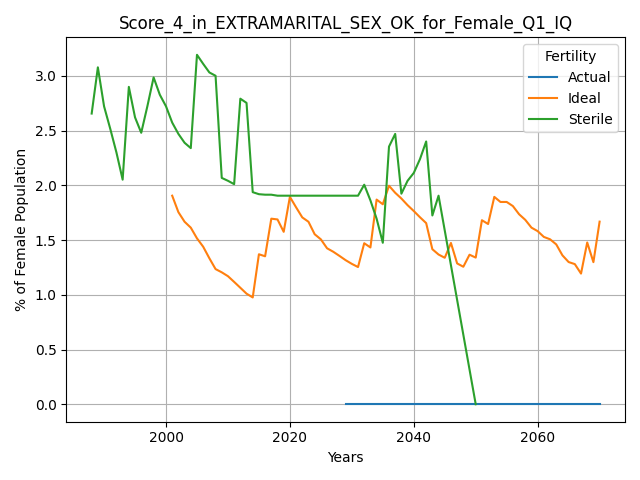 Score_4_in_EXTRAMARITAL_SEX_OK_for_Female_Q1_IQ
Fertility
Actual
Ideal
Sterile
% of Female Population
3.0
2.5
2.0
1.5
1.0
0.5
0.0
2000 2020 2040 2060
Years